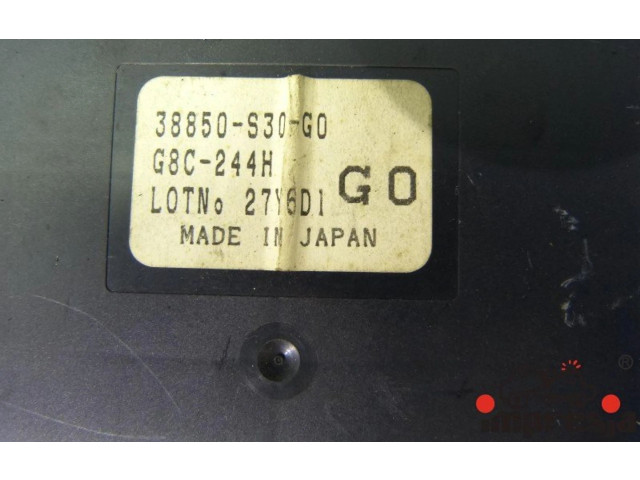 38850-S30-G0
G8C-244H
LOTNo 27Y6D1
G0
MADE IN JAPAN
®